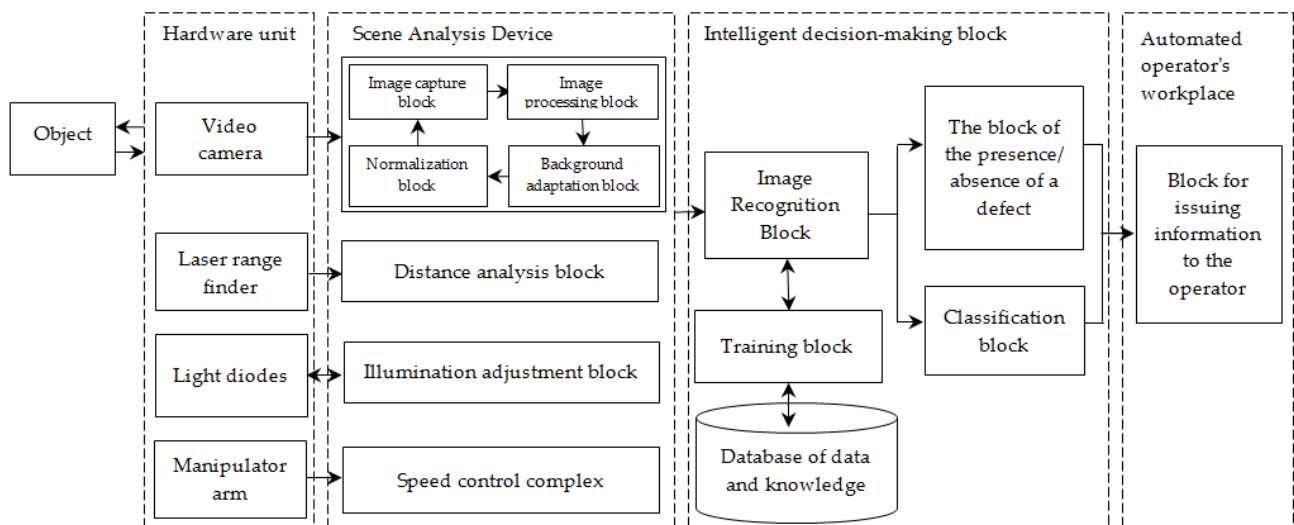 Hardware unit
Scene Analysis Device
Intelligent decision-making block
Automated
operator's
workplace
Object
Video
camera
Image capture
block
Image
processing block
Normalization
block
Background
adaptation block
Laser range
finder
Distance analysis block
Light diodes
Illumination adjustment block
Manipulator
arm
Speed control complex
Image
Recognition
Block
Training block
Database of data
and knowledge
The block of
the presence/
absence of a
defect
Classification
block
Block for
issuing
information
to the
operator